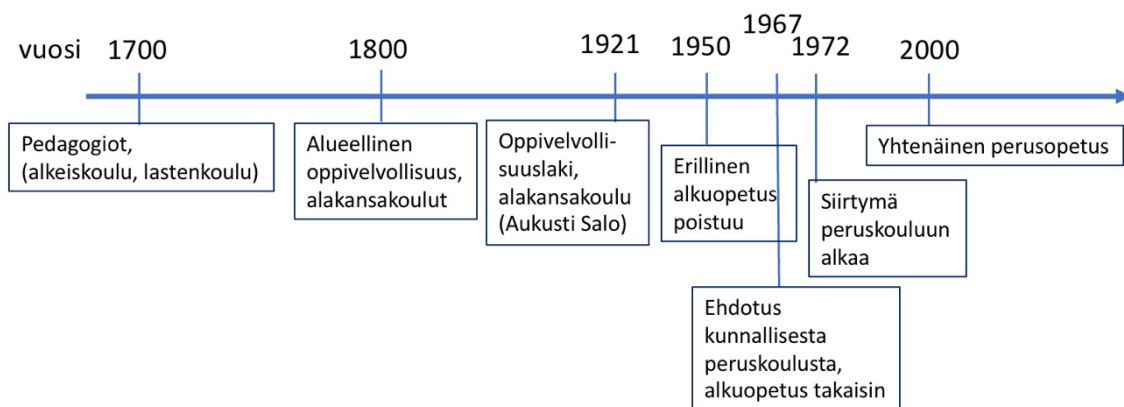 vuosi 1700 1800 1921 1950 1967 1972 2000
Pedagogiot,
(alkeiskoulu, lastenkoulu)
Alueellinen
oppivelvollisuus,
alakansakoulut
Oppivelvolli-
suuslaki,
alakansakoulu
(Aukusti Salo)
Erillinen
alkuopetus
poistuu
Ehdotus
kunnallisesta
peruskoulusta,
alkuopetus takaisin
Siirtymä
peruskouluun
alkaa
Yhtenäinen perusopetus